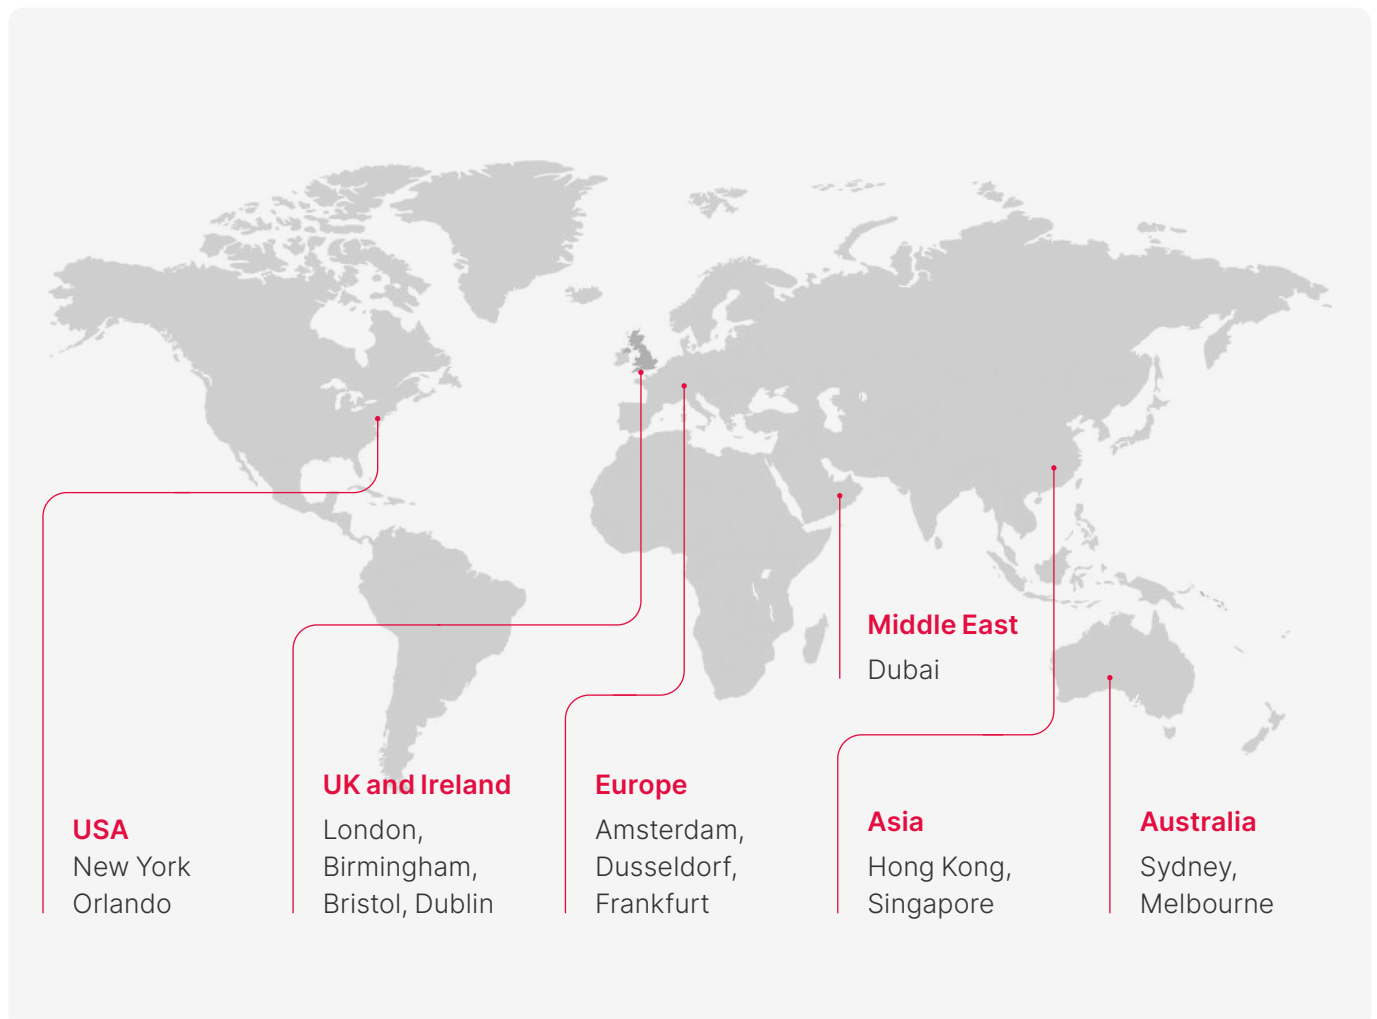 USA
New York
Orlando
UK and Ireland
London,
Birmingham,
Bristol, Dublin
Europe
Amsterdam,
Dusseldorf,
Frankfurt
Middle East
Dubai
Asia
Hong Kong,
Singapore
Australia
Sydney,
Melbourne